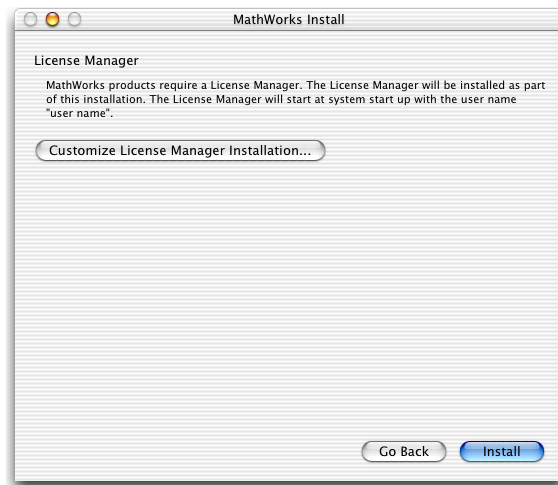 MathWorks Install
License Manager
MathWorks products require a License Manager. The License Manager will be installed as part
of this installation. The License Manager will start at system start up with the user name
"user name".
Customize License Manager Installation...
Go Back
Install